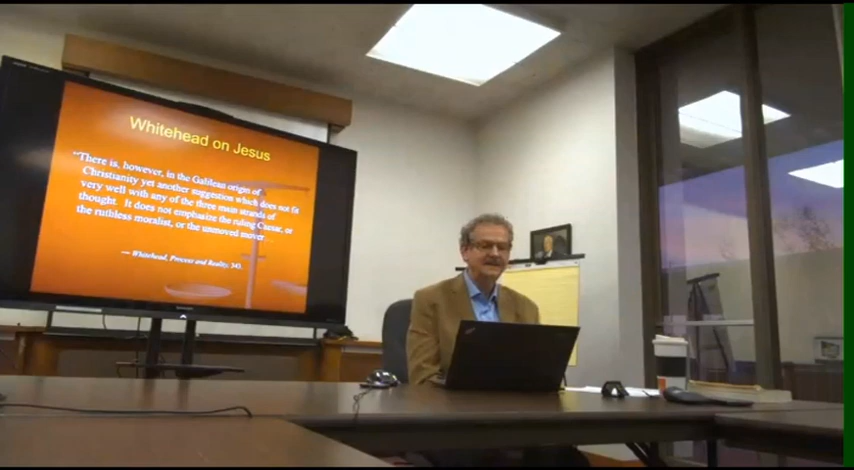 Whitehead on Jesus
"There is, however, in the Galilean origin of
Christianity yet another suggestion which does not fit
very well with any of the three main strands of
thought. It does not emphasize the ruling Caesar, or
the ruthless moralist, or the unmoved mover
— Whitehead, Process and Reality, 343.